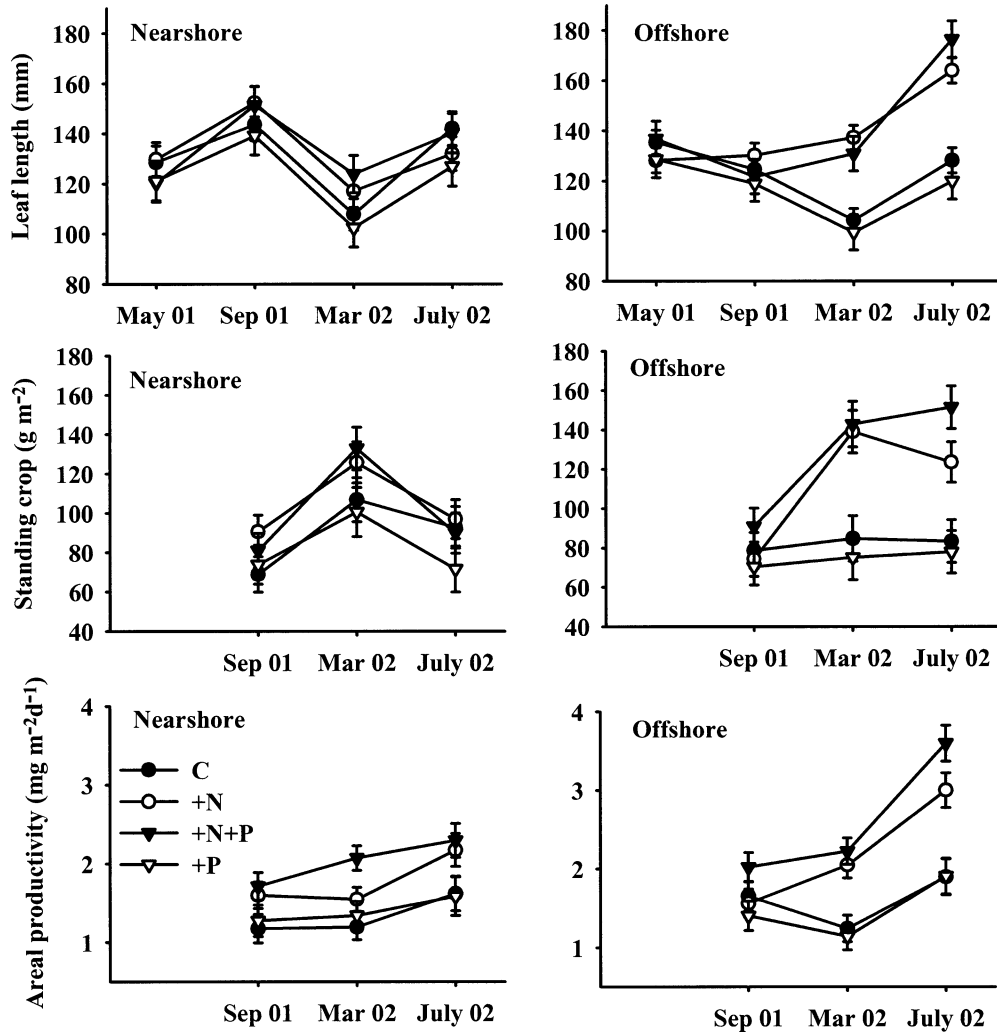 Nearshore
Leaf length (mm)
180
160
140
120
100
80
May 01 Sep 01 Mar 02 July 02
Offshore
180
160
140
120
100
80
May 01 Sep 01 Mar 02 July 02
Nearshore
Standing crop (g m⁻²)
180
160
140
120
100
80
60
40
Sep 01 Mar 02 July 02
Offshore
180
160
140
120
100
80
60
40
Sep 01 Mar 02 July 02
Nearshore
Areal productivity (mg m⁻²d⁻¹)
4
3
2
1
C
+N
+N+P
+P
Sep 01 Mar 02 July 02
Offshore
4
3
2
1
Sep 01 Mar 02 July 02